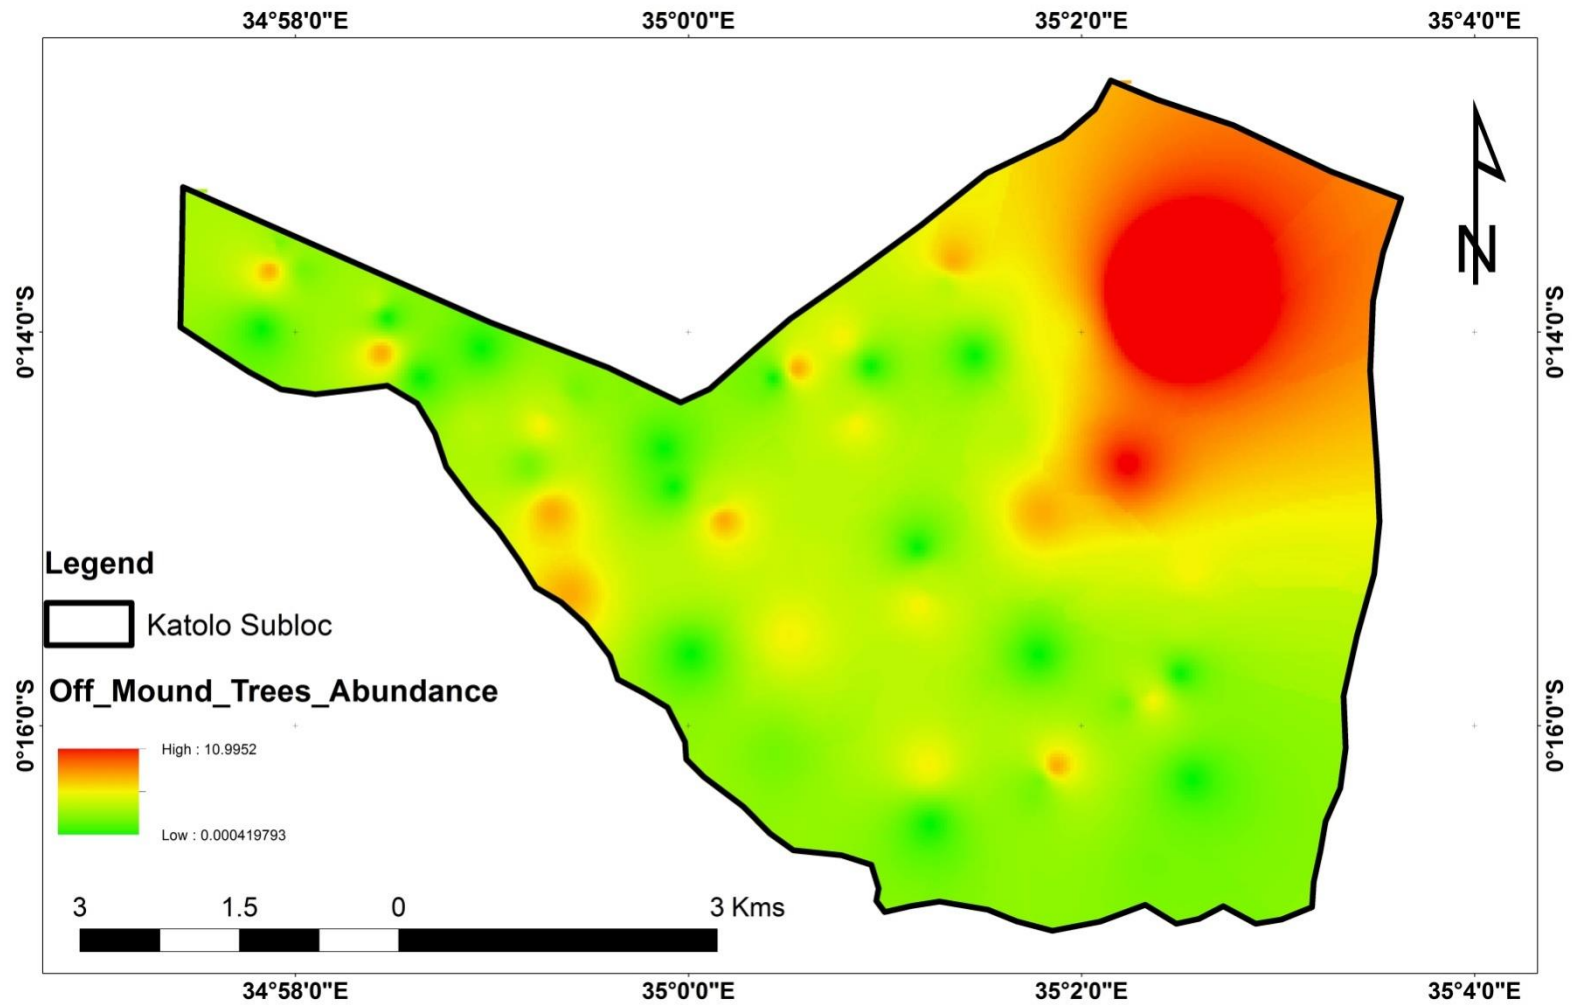 34°58'0"E 35°0'0"E 35°2'0"E 35°4'0"E
N
0°14'0"S 0°14'0"S
Legend
Katolo Subloc
Off_Mound_Trees_Abundance
High : 10.9952
Low : 0.000419793
0°16'0"S 0°16'0"S
3 1.5 0 3 Kms
34°58'0"E 35°0'0"E 35°2'0"E 35°4'0"E